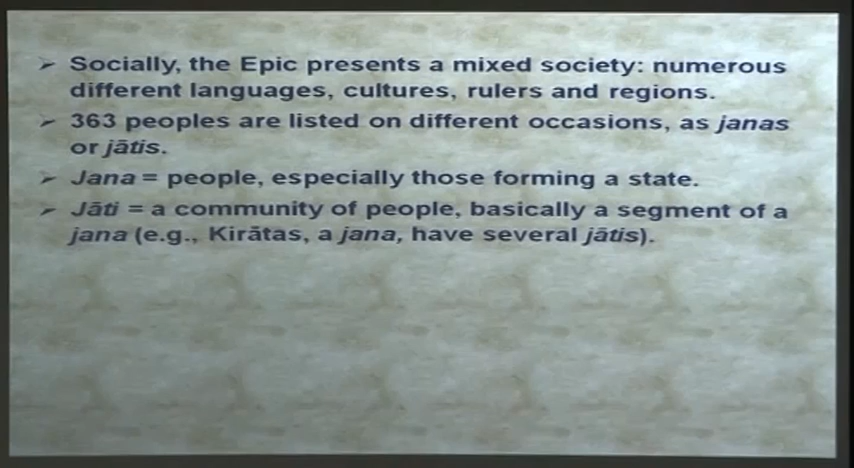 ➢ Socially, the Epic presents a mixed society: numerous
different languages, cultures, rulers and regions.
➢ 363 peoples are listed on different occasions, as janas
or jātis.
➢ Jana = people, especially those forming a state.
➢ Jāti = a community of people, basically a segment of a
jana (e.g., Kirātas, a jana, have several jātis).